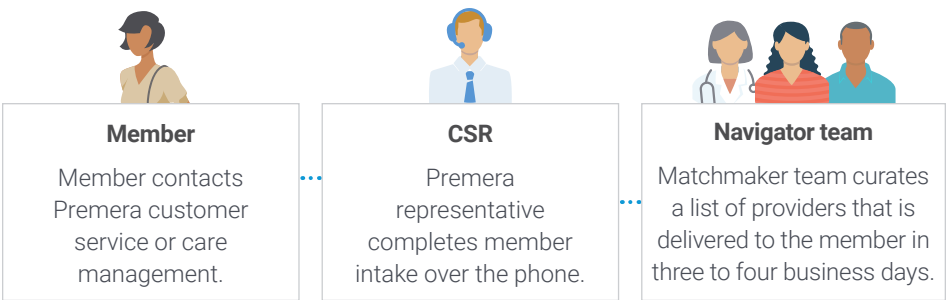 Member
Member contacts
Premera customer
service or care
management.
CSR
Premera
representative
completes member
intake over the phone.
Navigator team
Matchmaker team curates
a list of providers that is
delivered to the member in
three to four business days.